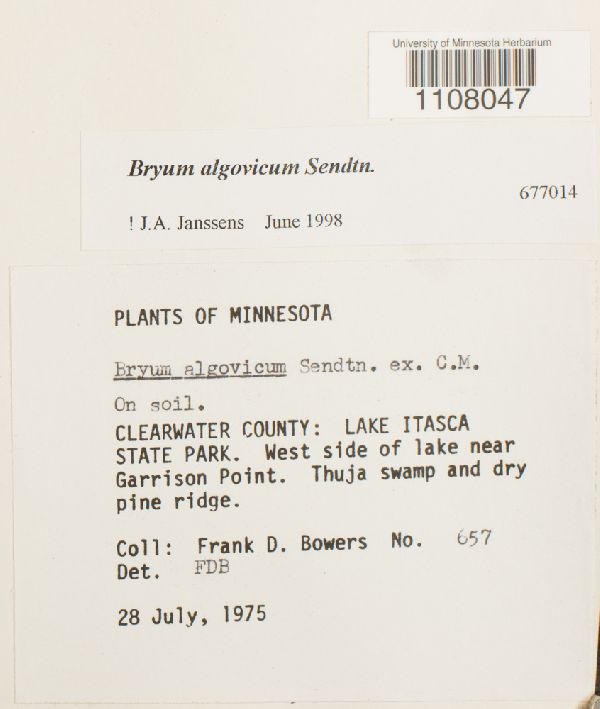 University of Minnesota Herbarium
1108047
Bryum algovicum Sendtn.
677014
! J.A. Janssens June 1998
PLANTS OF MINNESOTA
Bryum algovicum Sendtn. ex. C.M.
On soil.
CLEARWATER COUNTY: LAKE ITASCA
STATE PARK. West side of lake near
Garrison Point. Thuja swamp and dry
pine ridge.
Coll: Frank D. Bowers No. 657
Det. FDB
28 July, 1975